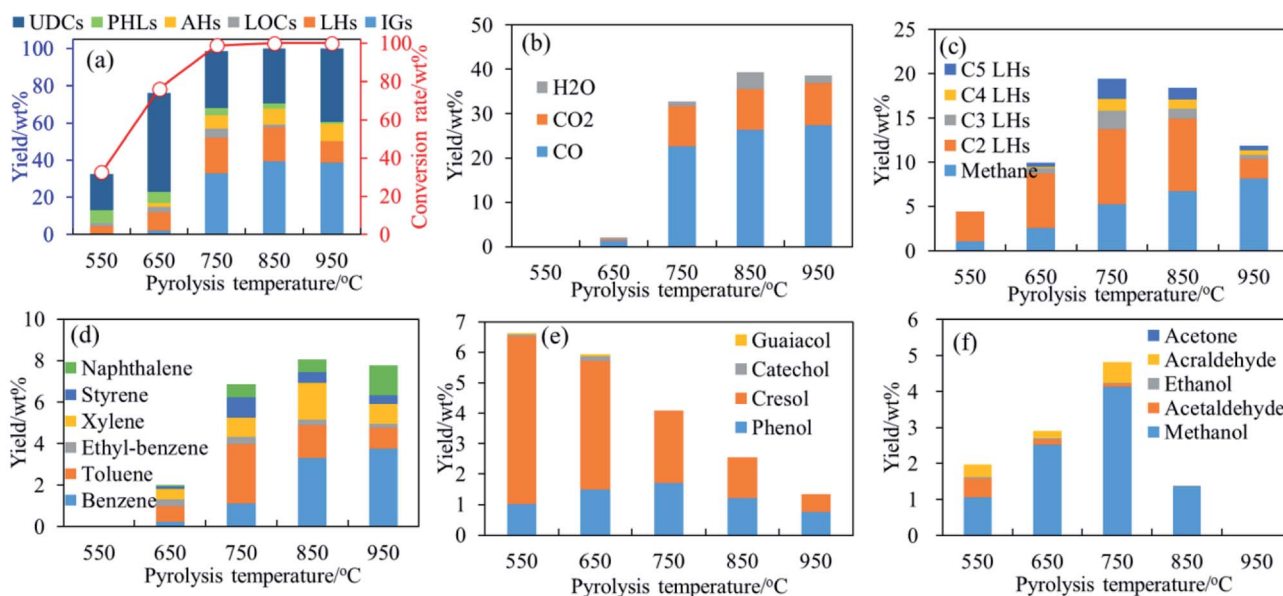 UDCs PHLs AHs LOCs LHs IGs
(a)
Yield/wt%
100
80
60
40
20
0
Conversion rate/wt%
100
80
60
40
20
0
550 650 750 850 950
Pyrolysis temperature/°C
(b)
Yield/wt%
50
40
30
20
10
0
H2O
CO2
CO
550 650 750 850 950
Pyrolysis temperature/°C
(c)
Yield/wt%
25
20
15
10
5
0
C5 LHs
C4 LHs
C3 LHs
C2 LHs
Methane
550 650 750 850 950
Pyrolysis temperature/°C
(d)
Yield/wt%
10
8
6
4
2
0
Naphthalene
Styrene
Xylene
Ethyl-benzene
Toluene
Benzene
550 650 750 850 950
Pyrolysis temperature/°C
(e)
Yield/wt%
7
6
5
4
3
2
1
0
Guaiacol
Catechol
Cresol
Phenol
550 650 750 850 950
Pyrolysis temperature/°C
(f)
Yield/wt%
6
5
4
3
2
1
0
Acetone
Acraldehyde
Ethanol
Acetaldehyde
Methanol
550 650 750 850 950
Pyrolysis temperature/°C